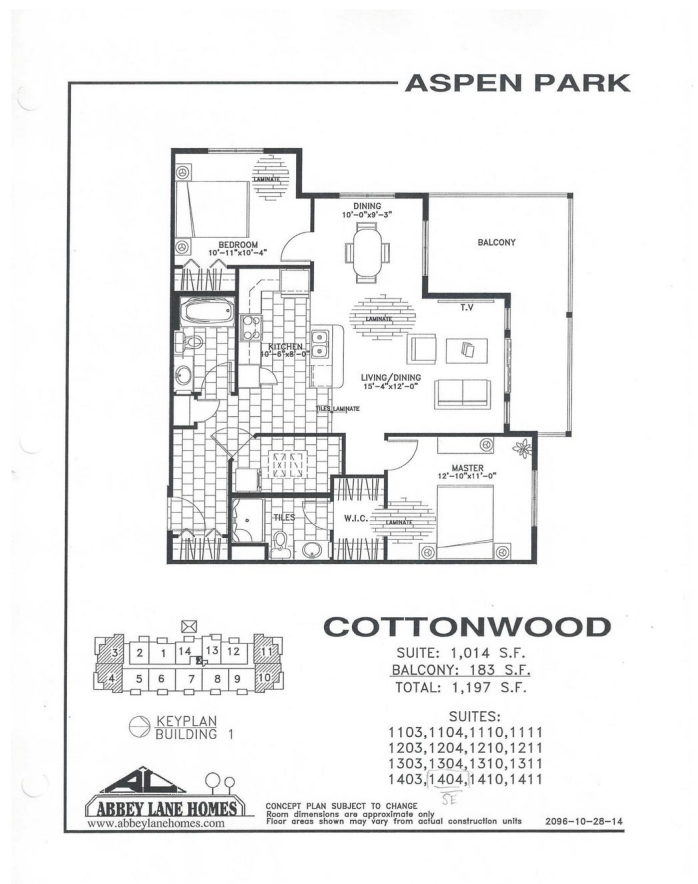 ASPEN PARK
LAMINATE
DINING
10'-0"x9'-3"
BALCONY
BEDROOM
10'-11"x10'-4"
T.V
LAMINATE
KITCHEN
10'-6"x8'-0"
LIVING/DINING
15'-4"x12'-0"
TILES LAMINATE
MASTER
12'-10"x11'-0"
TILES
W.I.C.
LAMINATE
COTTONWOOD
SUITE: 1,014 S.F.
BALCONY: 183 S.F.
TOTAL: 1,197 S.F.
3 2 1 14 13 12 11
4 5 6 7 8 9 10
SUITES:
1103,1104,1110,1111
1203,1204,1210,1211
1303,1304,1310,1311
1403,1404,1410,1411
SE
KEYPLAN
BUILDING 1
AL
ABBEY LANE HOMES
www.abbeylanehomes.com
CONCEPT PLAN SUBJECT TO CHANGE
Room dimensions are approximate only
Floor areas shown may vary from actual construction units
2096-10-28-14